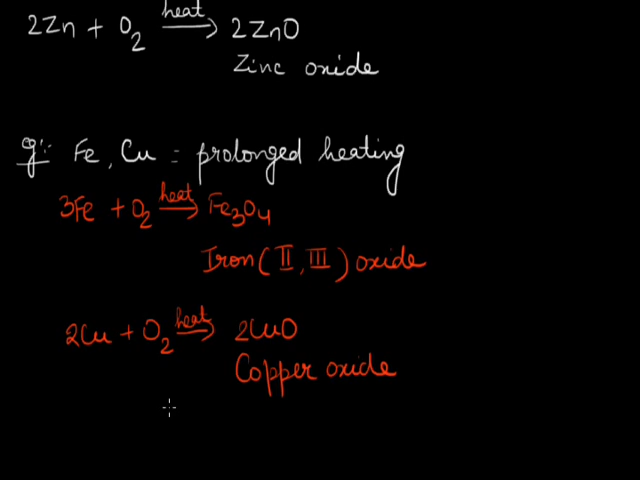 2Zn + O₂ heat→ 2ZnO
Zinc oxide
g:- Fe, Cu = prolonged heating
3Fe + O₂ heat→ Fe₃O₄
Iron (II, III) oxide
2Cu + O₂ heat→ 2CuO
Copper oxide